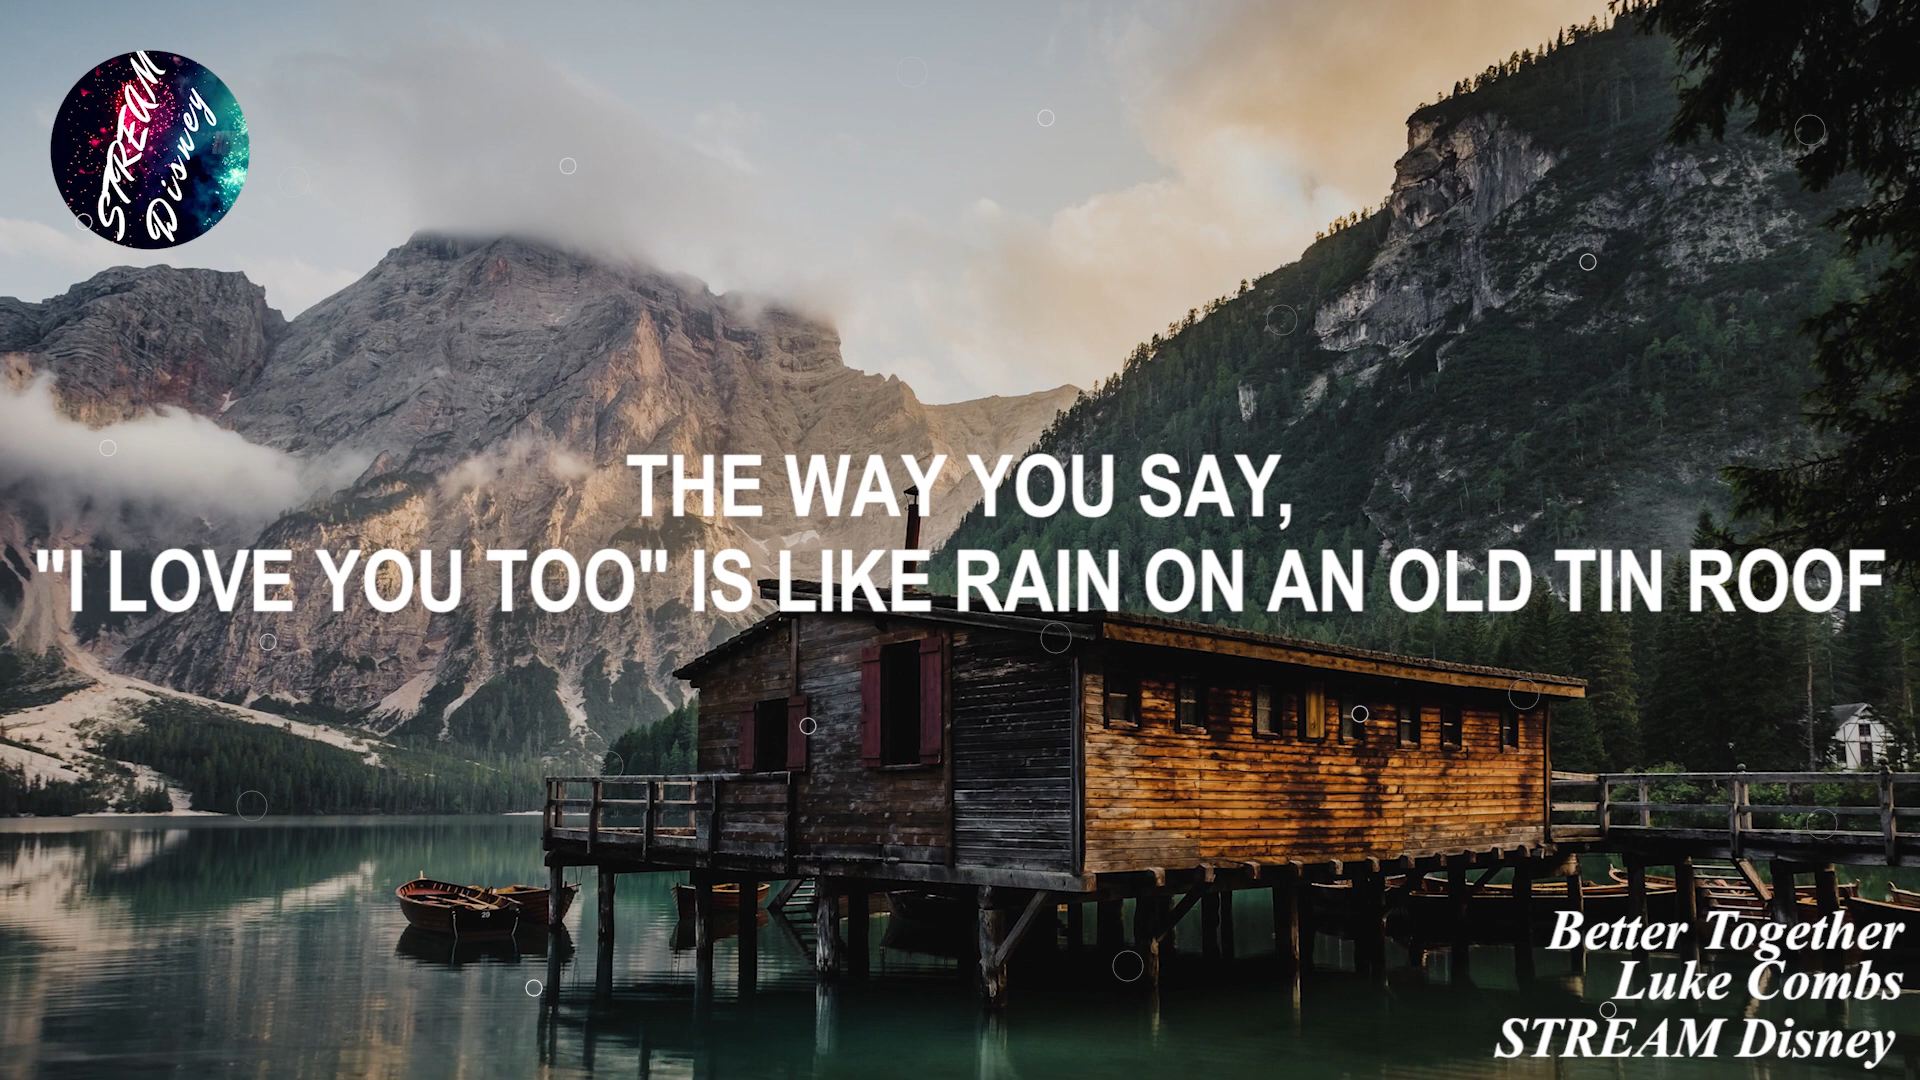 STREAM
Disney
THE WAY YOU SAY,
"I LOVE YOU TOO" IS LIKE RAIN ON AN OLD TIN ROOF
20
Better Together
Luke Combs
STREAM Disney